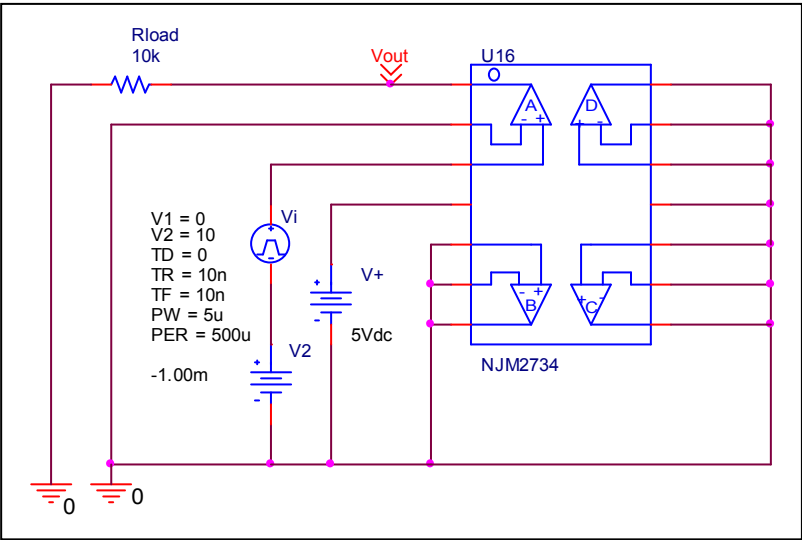 Rload
10k
Vout
U16
A
D
- +
+ -
V1 = 0
V2 = 10
TD = 0
TR = 10n
TF = 10n
PW = 5u
PER = 500u
Vi
+
-
V+
+
-
5Vdc
V2
-1.00m
+
-
- +
B
+ -
C
NJM2734
0
0